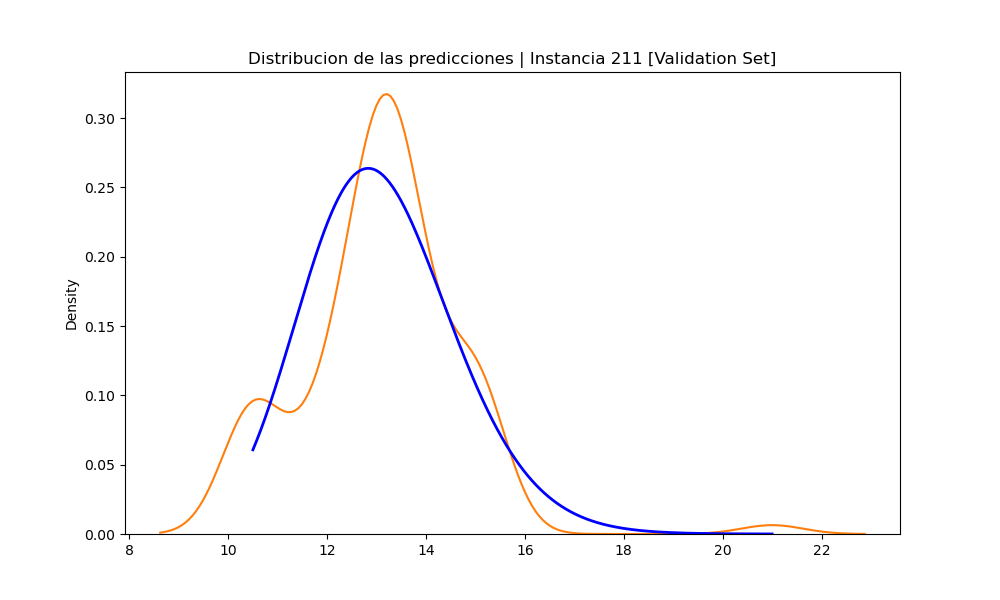 Distribucion de las predicciones | Instancia 211 [Validation Set]
0.30
0.25
0.20
0.15
0.10
0.05
0.00
Density
8 10 12 14 16 18 20 22